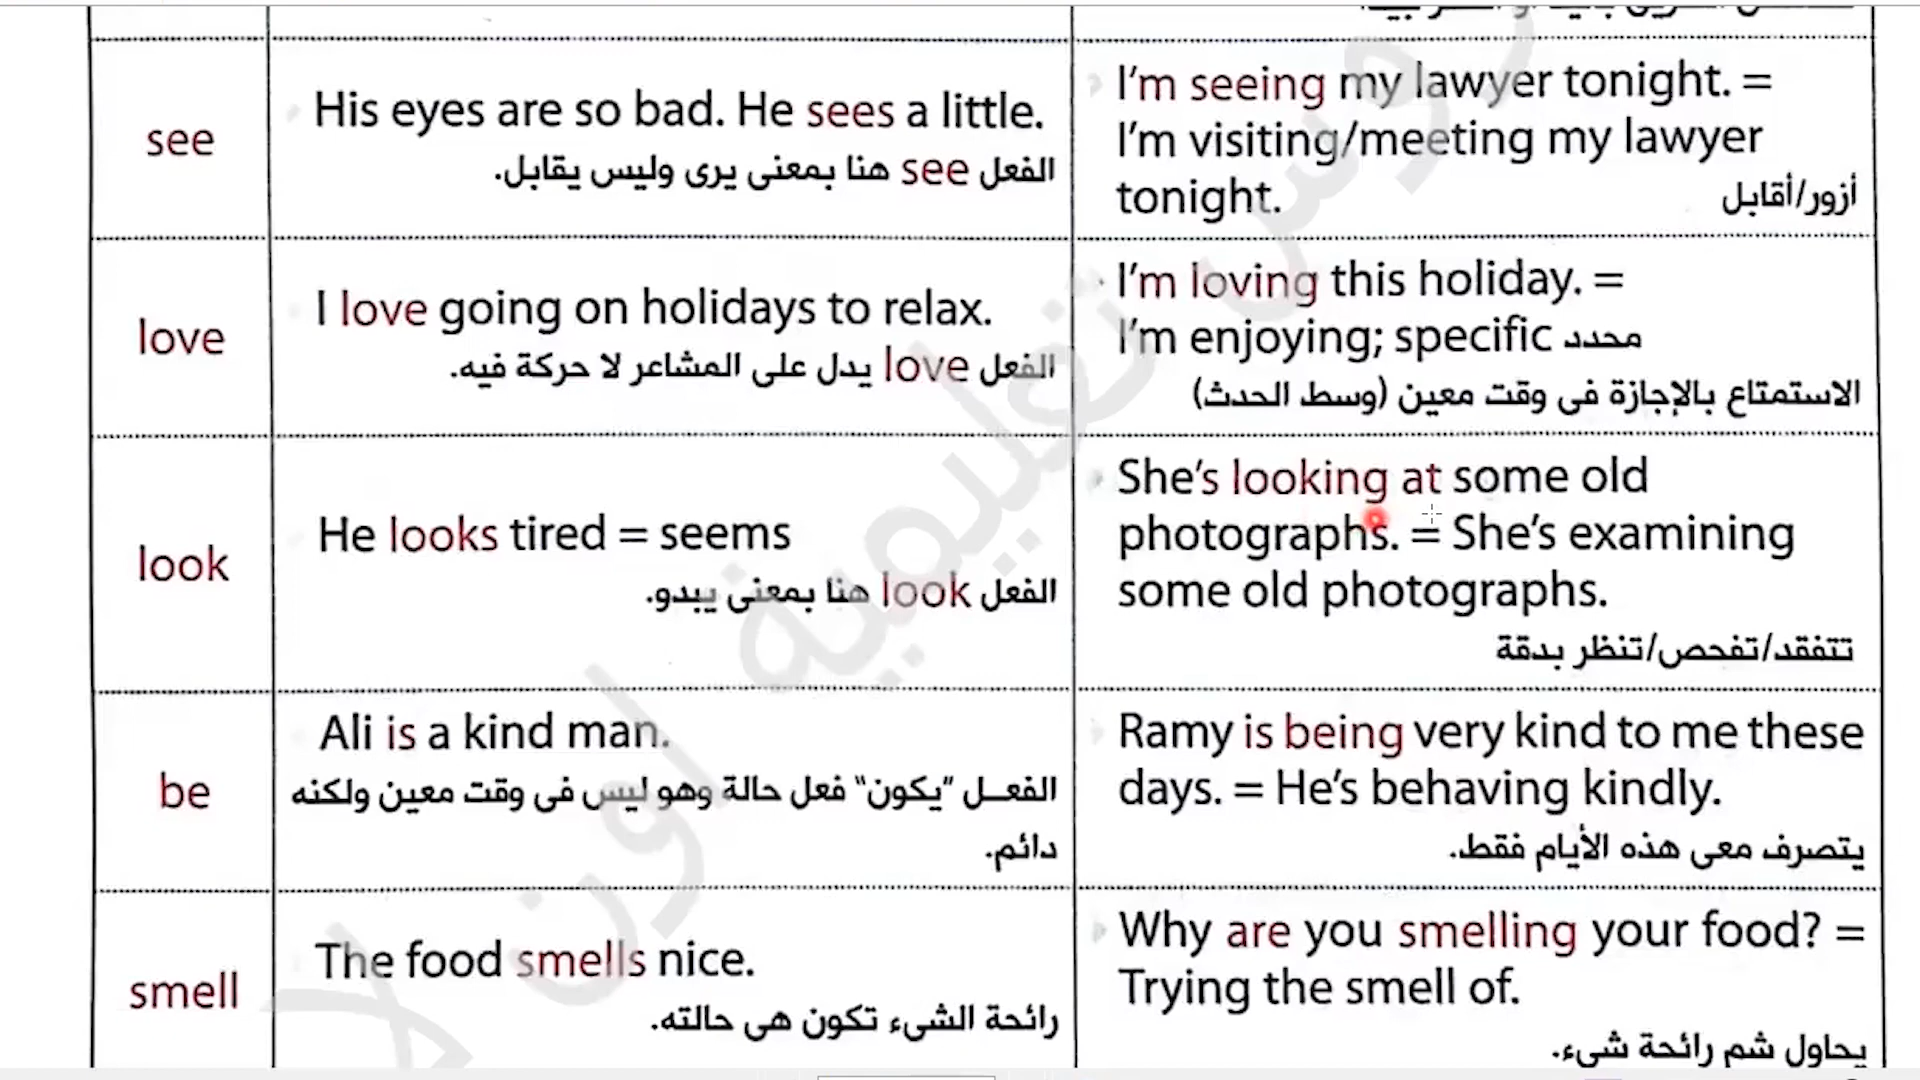 see
His eyes are so bad. He sees a little.
الفعل see هنا بمعنى يرى وليس يقابل.
I'm seeing my lawyer tonight. =
I'm visiting/meeting my lawyer
tonight.
أزور/أقابل
love
I love going on holidays to relax.
الفعل love يدل على المشاعر لا حركة فيه.
I'm loving this holiday. =
I'm enjoying; specific محدد
الاستمتاع بالإجازة فى وقت معين (وسط الحدث)
look
He looks tired = seems
الفعل look هنا بمعنى يبدو.
She's looking at some old
photographs. = She's examining
some old photographs.
تتفقد/تفحص/تنظر بدقة
be
Ali is a kind man.
الفعـل "يكون" فعل حالة وهو ليس فى وقت معين ولكنه
دائم.
Ramy is being very kind to me these
days. = He's behaving kindly.
يتصرف معى هذه الأيام فقط.
smell
The food smells nice.
رائحة الشىء تكون هى حالته.
Why are you smelling your food? =
Trying the smell of.
يحاول شم رائحة شىء.